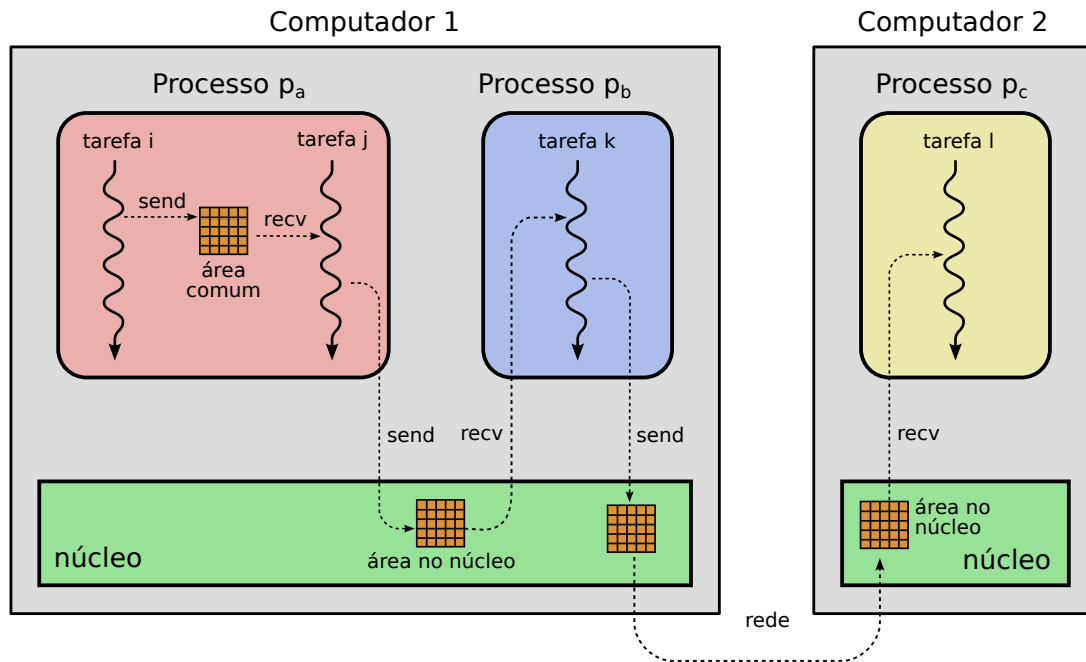 Computador 1
Computador 2
Processo pa
Processo pb
Processo pc
tarefa i
tarefa j
tarefa k
tarefa l
send
recv
área
comum
send
recv
send
recv
núcleo
área no núcleo
área no
núcleo
núcleo
rede